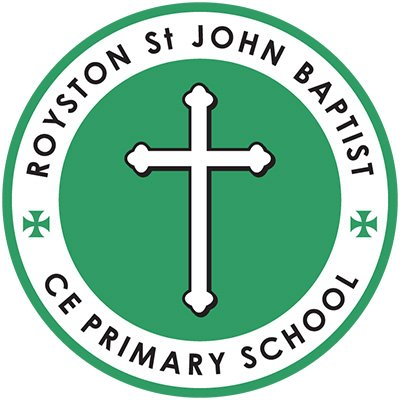 ROYSTON St JOHN BAPTIST
CE PRIMARY SCHOOL